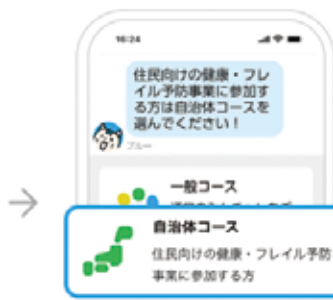 16:24
住民向けの健康・フレ
イル予防事業に参加す
る方は自治体コースを
選んでください！
ブルー
一般コース
自治体コース
住民向けの健康・フレイル予防
事業に参加する方